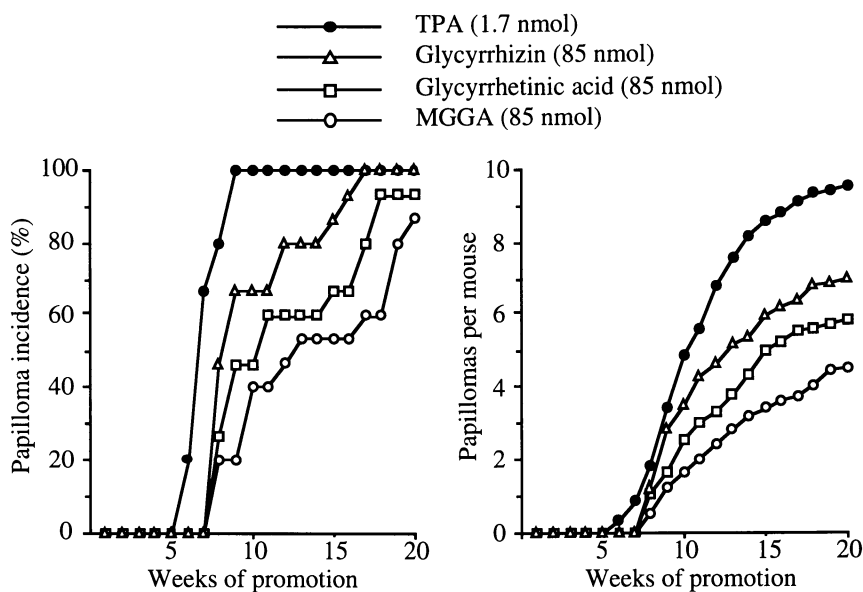 TPA (1.7 nmol)
Glycyrrhizin (85 nmol)
Glycyrrhetinic acid (85 nmol)
MGGA (85 nmol)
Papilloma incidence (%)
100
80
60
40
20
0
5
10
15
20
Weeks of promotion
Papillomas per mouse
10
8
6
4
2
0
5
10
15
20
Weeks of promotion